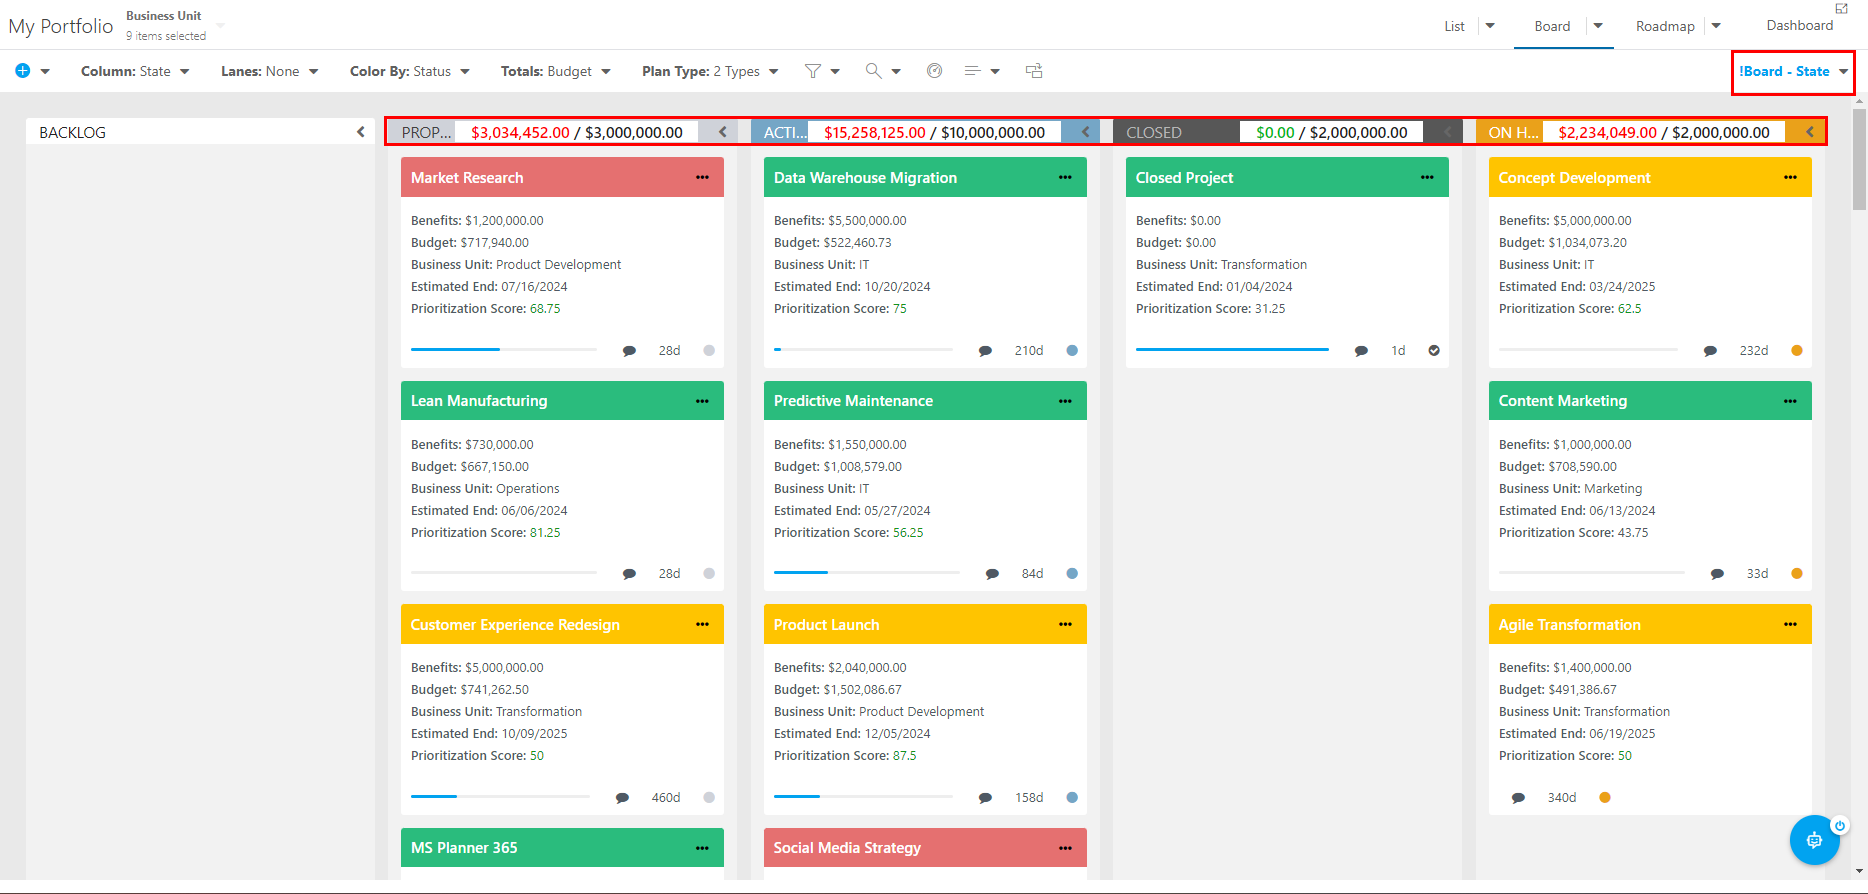 My Portfolio
Business Unit
9 items selected
List
Board
Roadmap
Dashboard
Column: State
Lanes: None
Color By: Status
Totals: Budget
Plan Type: 2 Types
!Board - State
BACKLOG
PROP... $3,034,452.00 / $3,000,000.00
ACTI... $15,258,125.00 / $10,000,000.00
CLOSED $0.00 / $2,000,000.00
ON H... $2,234,049.00 / $2,000,000.00
Market Research
Benefits: $1,200,000.00
Budget: $717,940.00
Business Unit: Product Development
Estimated End: 07/16/2024
Prioritization Score: 68.75
28d
Lean Manufacturing
Benefits: $730,000.00
Budget: $667,150.00
Business Unit: Operations
Estimated End: 06/06/2024
Prioritization Score: 81.25
28d
Customer Experience Redesign
Benefits: $5,000,000.00
Budget: $741,262.50
Business Unit: Transformation
Estimated End: 10/09/2025
Prioritization Score: 50
460d
MS Planner 365
Data Warehouse Migration
Benefits: $5,500,000.00
Budget: $522,460.73
Business Unit: IT
Estimated End: 10/20/2024
Prioritization Score: 75
210d
Predictive Maintenance
Benefits: $1,550,000.00
Budget: $1,008,579.00
Business Unit: IT
Estimated End: 05/27/2024
Prioritization Score: 56.25
84d
Product Launch
Benefits: $2,040,000.00
Budget: $1,502,086.67
Business Unit: Product Development
Estimated End: 12/05/2024
Prioritization Score: 87.5
158d
Social Media Strategy
Closed Project
Benefits: $0.00
Budget: $0.00
Business Unit: Transformation
Estimated End: 01/04/2024
Prioritization Score: 31.25
1d
Concept Development
Benefits: $5,000,000.00
Budget: $1,034,073.20
Business Unit: IT
Estimated End: 03/24/2025
Prioritization Score: 62.5
232d
Content Marketing
Benefits: $1,000,000.00
Budget: $708,590.00
Business Unit: Marketing
Estimated End: 06/13/2024
Prioritization Score: 43.75
33d
Agile Transformation
Benefits: $1,400,000.00
Budget: $491,386.67
Business Unit: Transformation
Estimated End: 06/19/2025
Prioritization Score: 50
340d